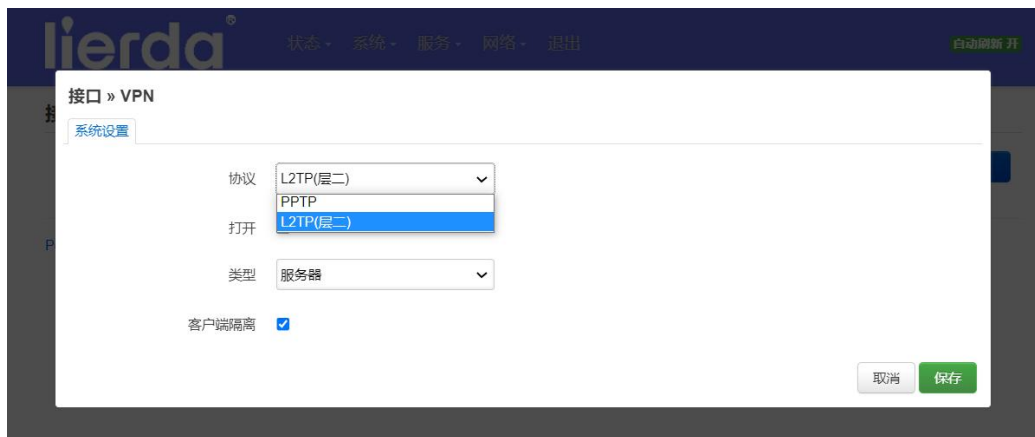 lierda®
状态 系统 服务 网络 退出
自动刷新 开
接口 » VPN
系统设置
协议 L2TP(层二)
PPTP
L2TP(层二)
打开
类型 服务器
客户端隔离
取消 保存